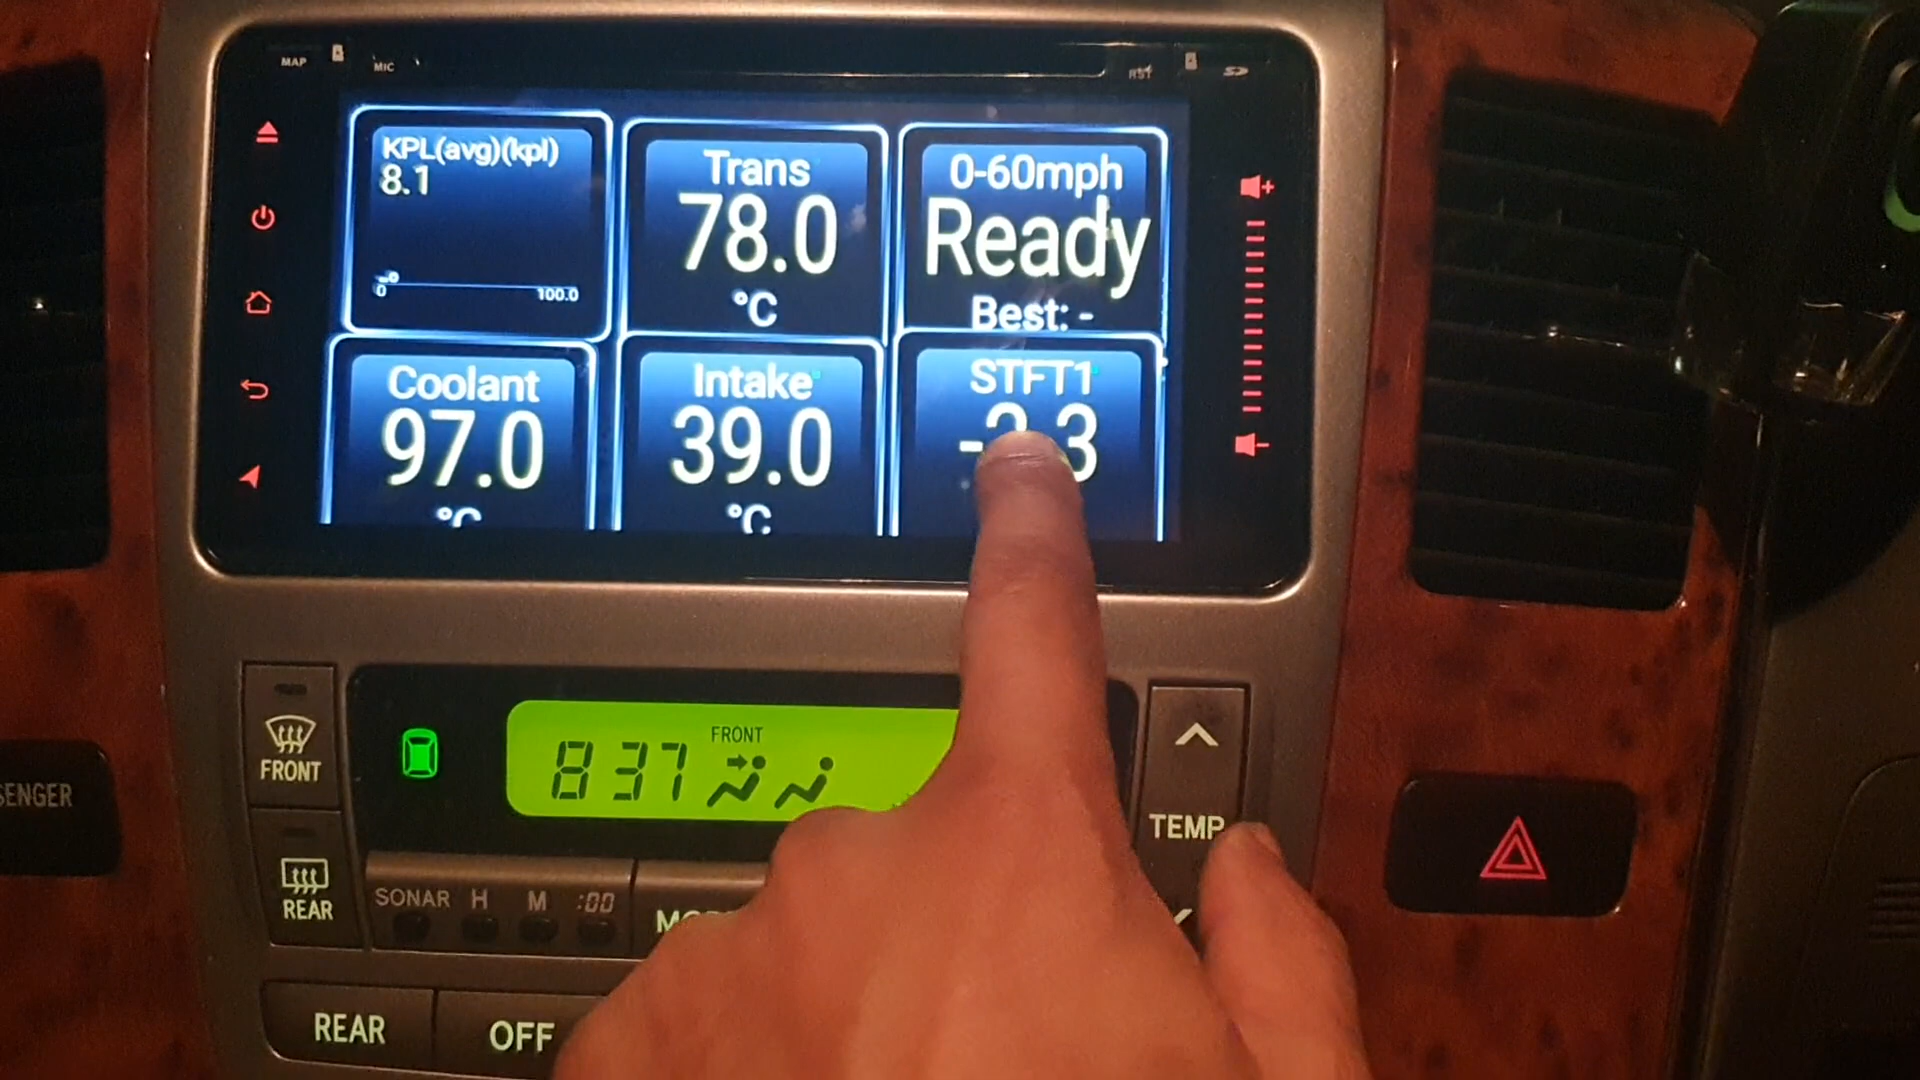 MAP
MIC
RST
KPL(avg)(kpl)
8.1
0
100.0
Trans
78.0
°C
0-60mph
Ready
Best: -
Coolant
97.0
°C
Intake
39.0
°C
STFT1
FRONT
837
FRONT
TEMP
SENGER
SONAR H M :00
REAR
REAR
OFF